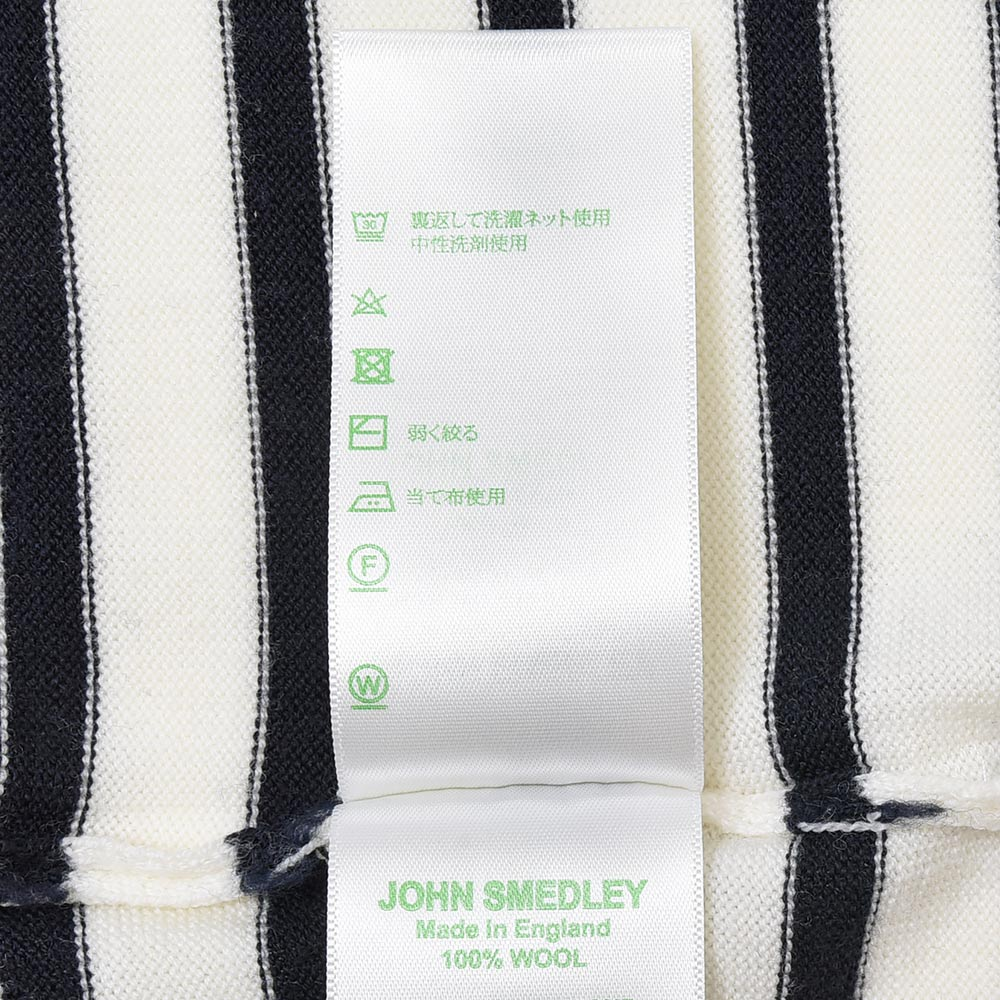 30 裏返して洗濯ネット使用
中性洗剤使用
弱く絞る
当て布使用
F
W
JOHN SMEDLEY
Made in England
100% WOOL